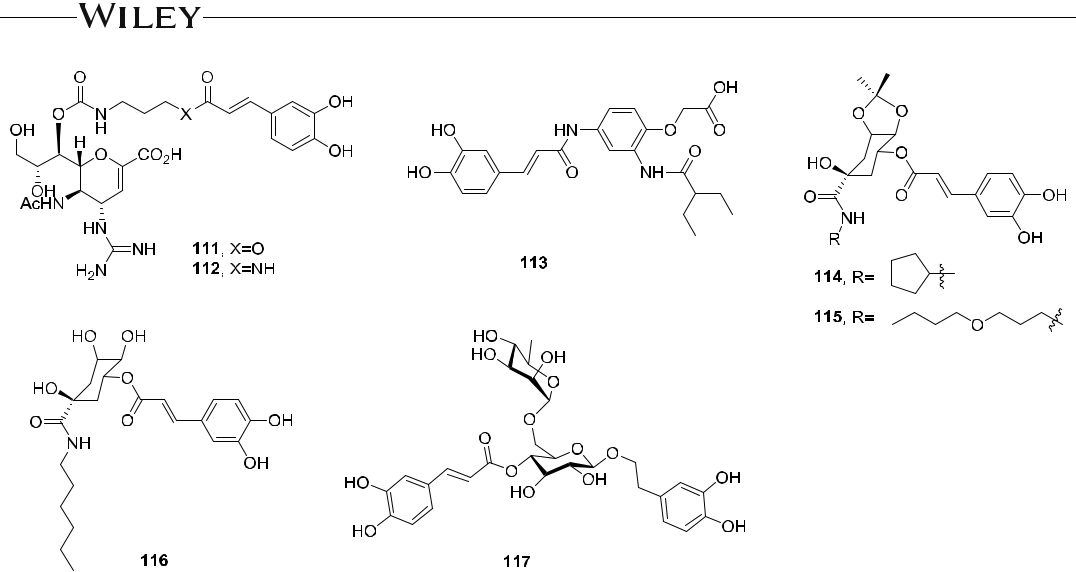 WILEY
O
O
OH
O
N
H
X
OH
O
OH
H
O
CO₂H
OH
AcHN
HN
NH
H₂N
111, X=O
112, X=NH
HO
HO
H
N
O
O
OH
O
HN
O
113
O
O
HO
O
O
O
NH
R
OH
OH
114, R=
115, R=
O
HO
OH
HO
O
O
O
NH
OH
OH
116
HO
HO
OH
O
O
O
O
O
O
HO
OH
HO
HO
OH
OH
117